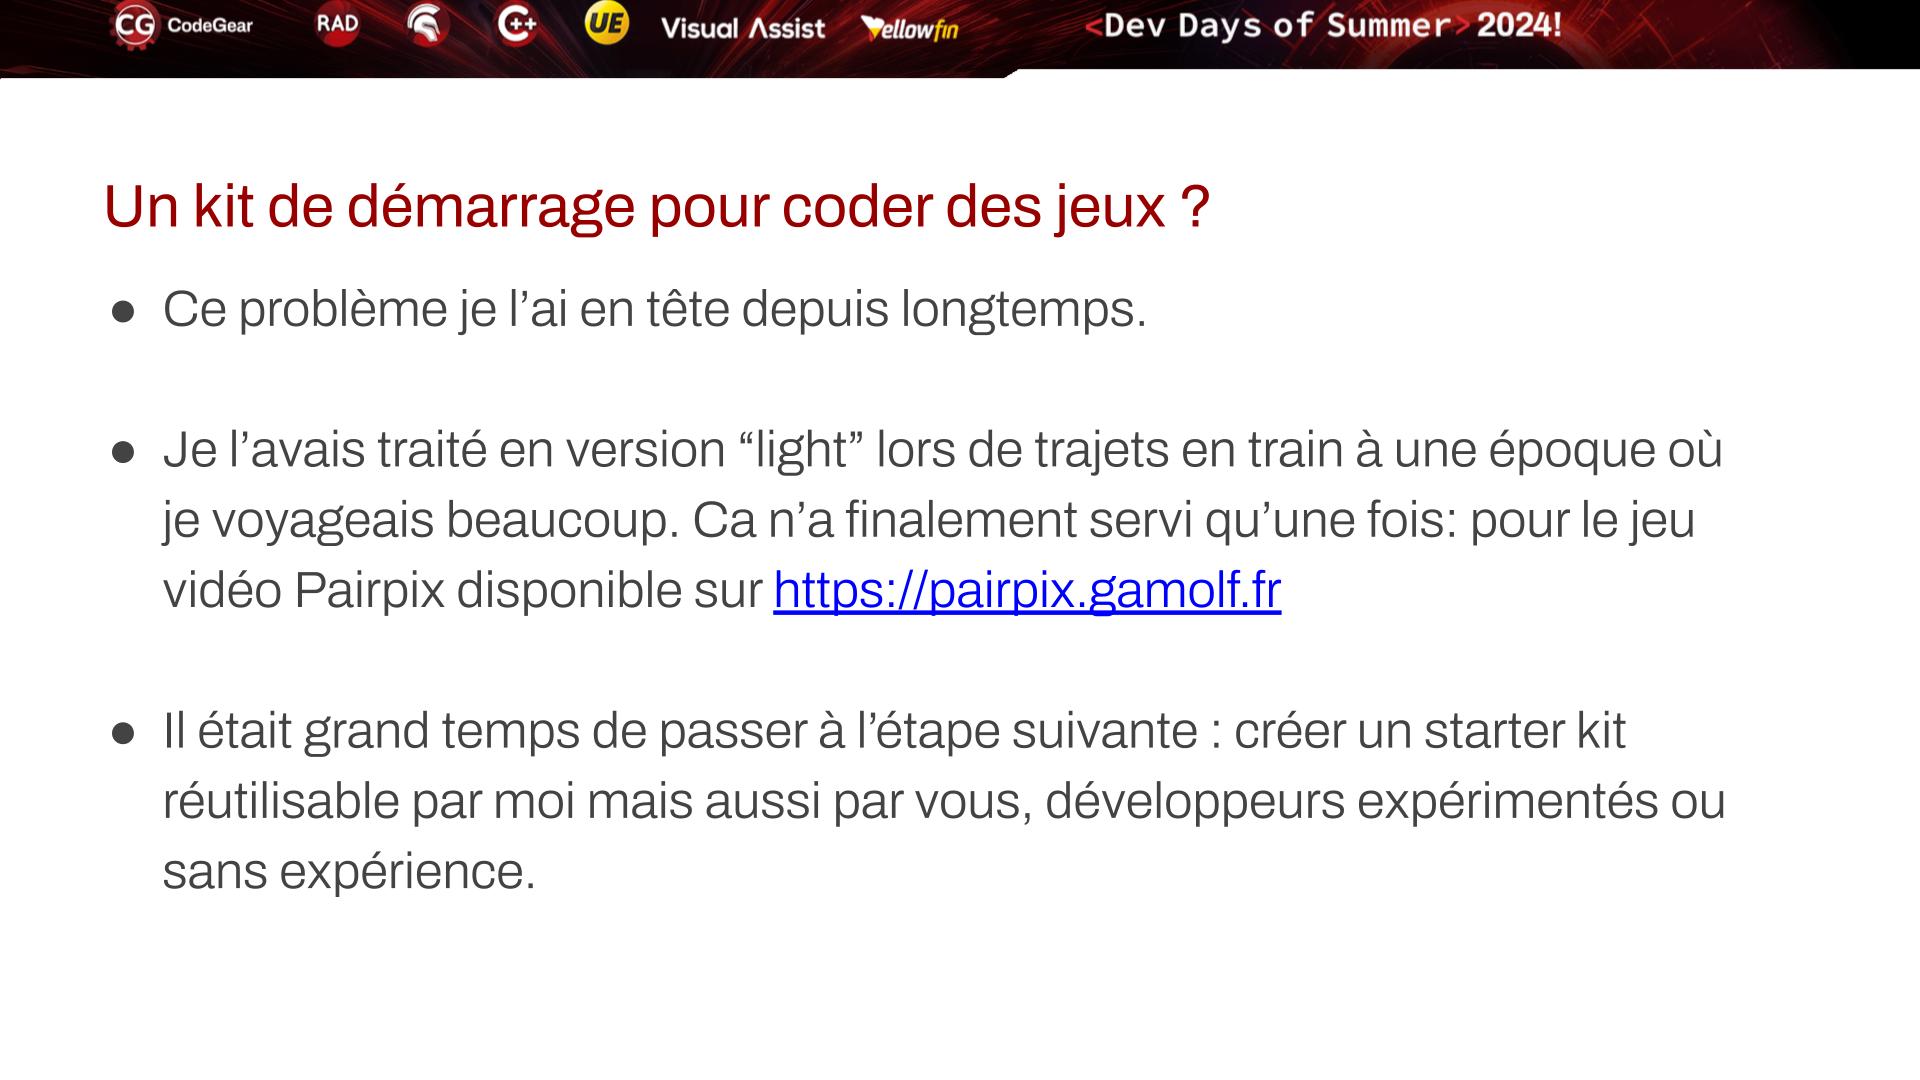 CG CodeGear RAD C++ UE Visual Assist Yellowfin <Dev Days of Summer> 2024!
Un kit de démarrage pour coder des jeux ?
● Ce problème je l’ai en tête depuis longtemps.
● Je l’avais traité en version “light” lors de trajets en train à une époque où
je voyageais beaucoup. Ca n’a finalement servi qu’une fois: pour le jeu
vidéo Pairpix disponible sur https://pairpix.gamolf.fr
● Il était grand temps de passer à l’étape suivante : créer un starter kit
réutilisable par moi mais aussi par vous, développeurs expérimentés ou
sans expérience.